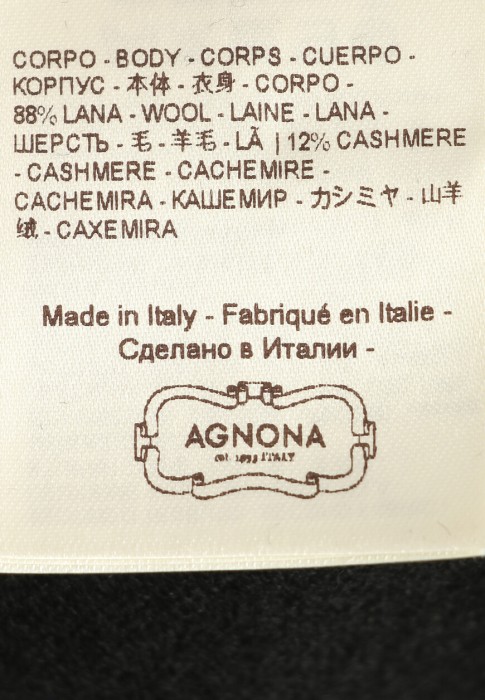 CORPO - BODY - CORPS - CUERPO -
КОРПУС - 本体 - 衣身 - CORPO -
88% LANA - WOOL - LAINE - LANA -
ШЕРСТЬ - 毛 - 羊毛 - LÃ | 12% CASHMERE
- CASHMERE - CACHEMIRE -
CACHEMIRA - КАШЕМИР - カシミヤ - 山羊
绒 - CAXEMIRA
Made in Italy - Fabriqué en Italie -
Сделано в Италии -
AGNONA
ITALY